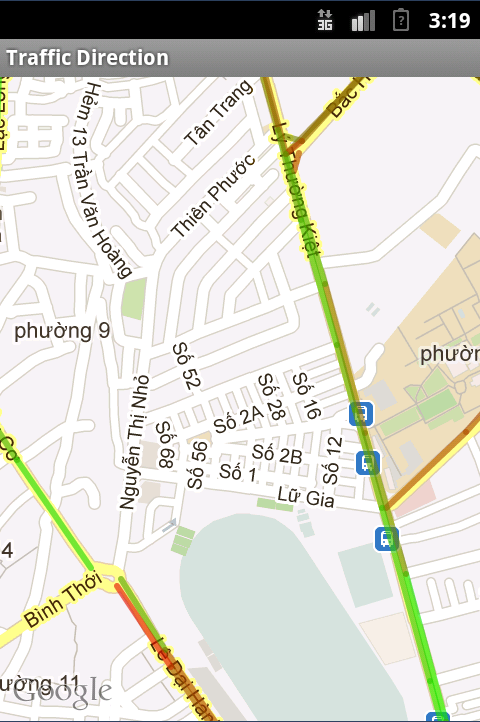 3G
3:19
Traffic Direction
Tân Trang
Hẻm 13 Trần Văn Hoàng
Thiên Phước
Lý Thường Kiệt
phường 9
Số 52
Số 28
Số 16
Nguyễn Thị Nhỏ
Số 2A
Số 68
Số 56
Số 2B
Số 12
Số 1
Lữ Gia
4
Bình Thới
Lê Đại Hàn
ường 11
Google